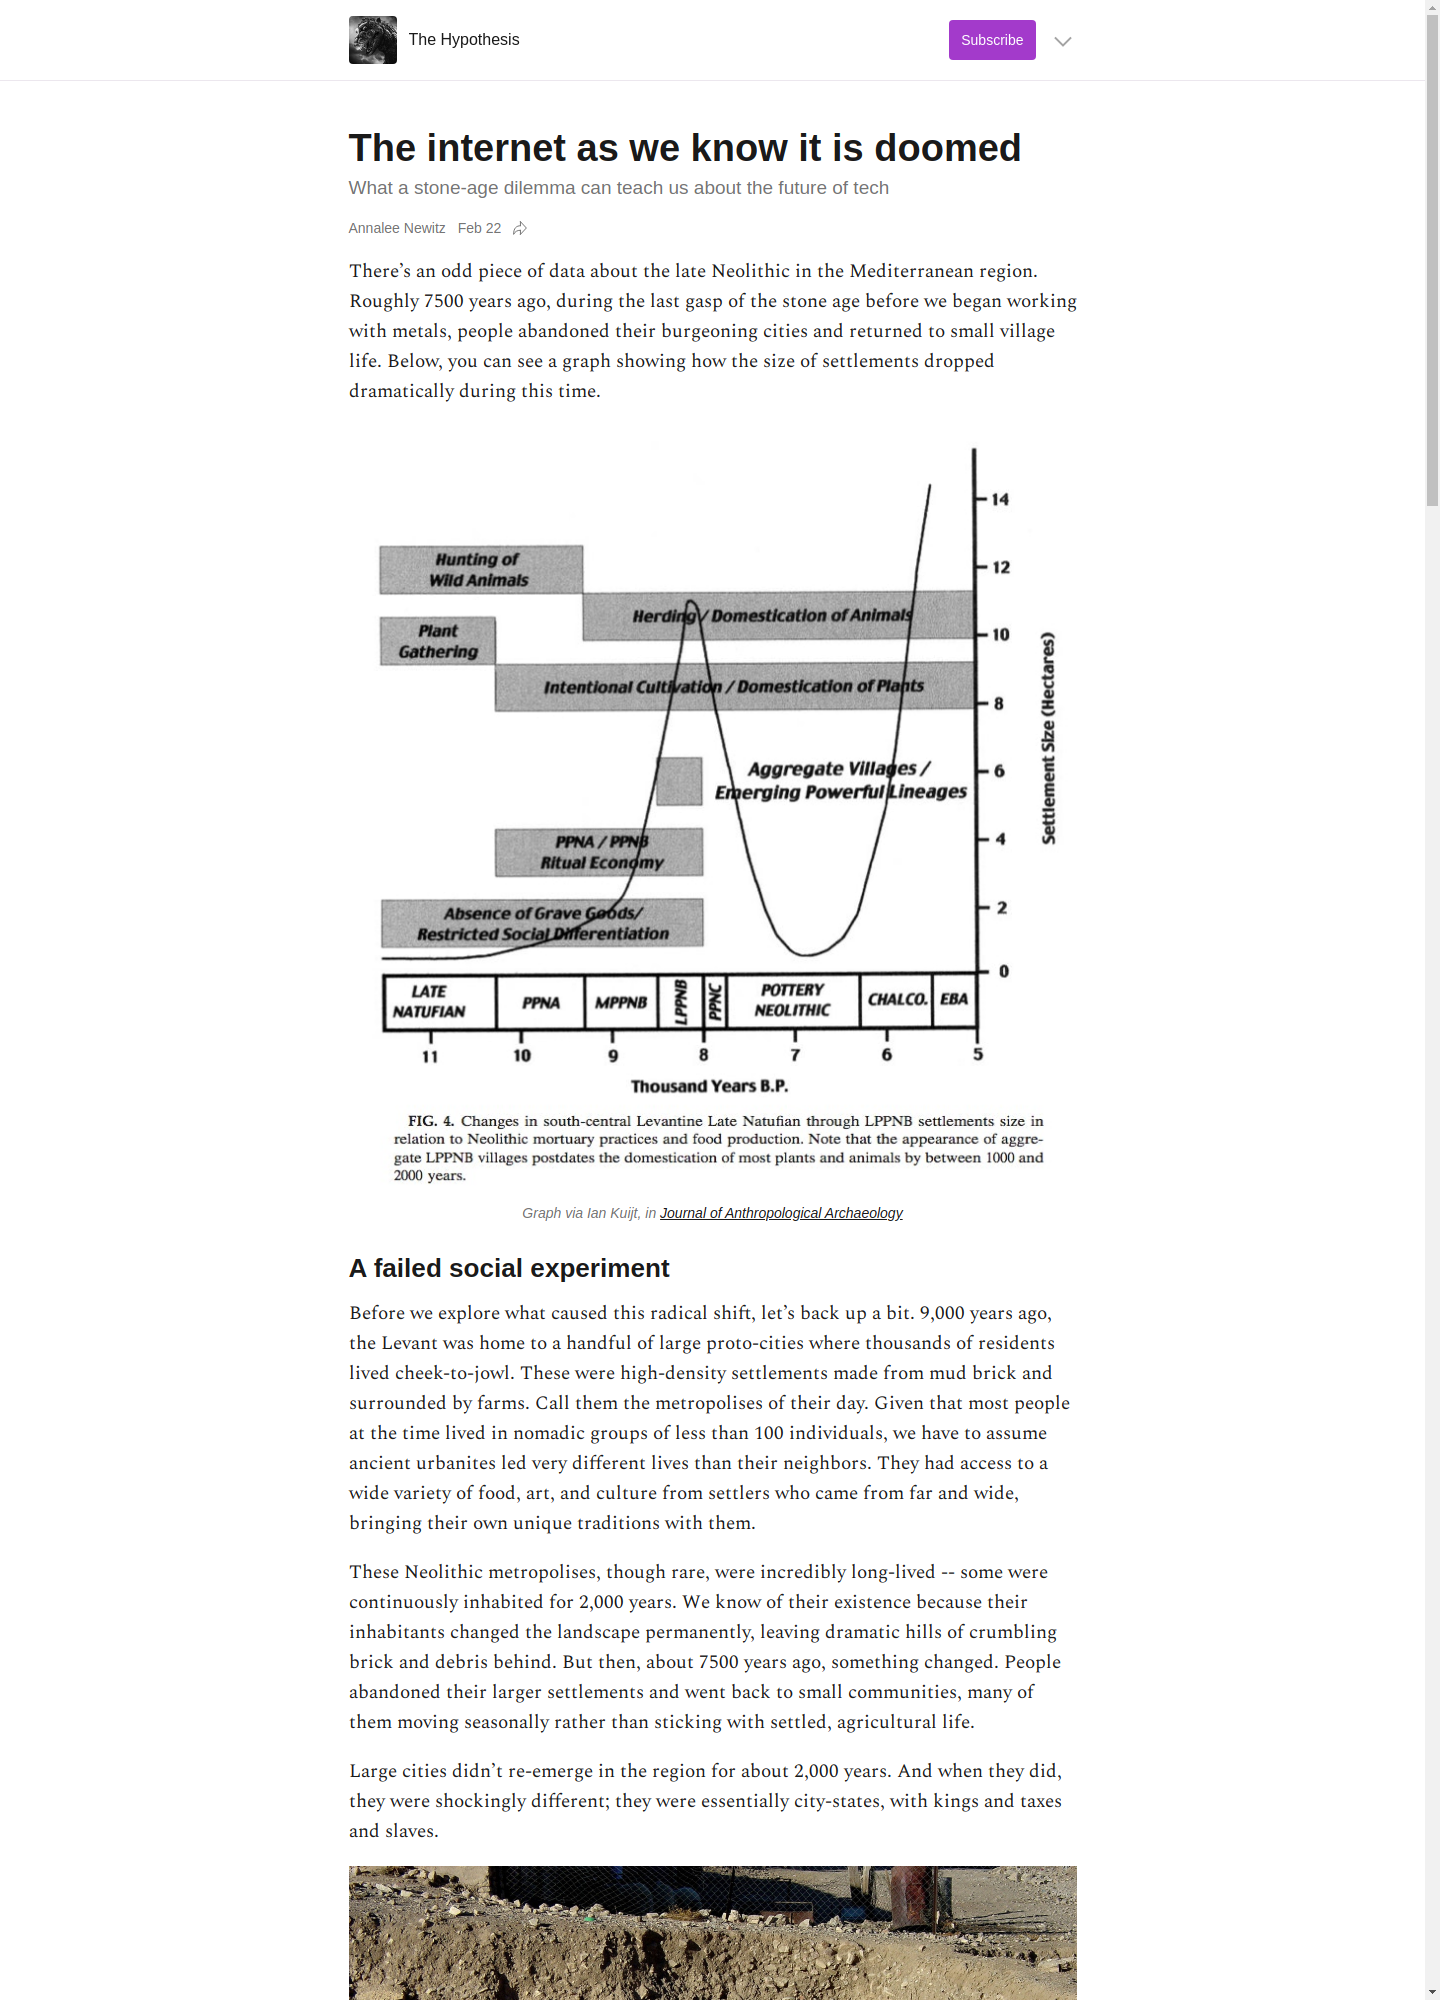 The Hypothesis
Subscribe
The internet as we know it is doomed
What a stone-age dilemma can teach us about the future of tech
Annalee Newitz Feb 22
There’s an odd piece of data about the late Neolithic in the Mediterranean region.
Roughly 7500 years ago, during the last gasp of the stone age before we began working
with metals, people abandoned their burgeoning cities and returned to small village
life. Below, you can see a graph showing how the size of settlements dropped
dramatically during this time.
14
Hunting of
Wild Animals
12
Herding / Domestication of Animals
Plant
Gathering
10
Intentional Cultivation / Domestication of Plants
8
Settlement Size (Hectares)
Aggregate Villages /
Emerging Powerful Lineages
6
PPNA / PPNB
Ritual Economy
4
Absence of Grave Goods/
Restricted Social Differentiation
2
0
LATE
NATUFIAN
PPNA
MPPNB
LPPNB
PPNC
POTTERY
NEOLITHIC
CHALCO.
EBA
11 10 9 8 7 6 5
Thousand Years B.P.
FIG. 4. Changes in south-central Levantine Late Natufian through LPPNB settlements size in
relation to Neolithic mortuary practices and food production. Note that the appearance of aggre-
gate LPPNB villages postdates the domestication of most plants and animals by between 1000 and
2000 years.
Graph via Ian Kuijt, in Journal of Anthropological Archaeology
A failed social experiment
Before we explore what caused this radical shift, let’s back up a bit. 9,000 years ago,
the Levant was home to a handful of large proto-cities where thousands of residents
lived cheek-to-jowl. These were high-density settlements made from mud brick and
surrounded by farms. Call them the metropolises of their day. Given that most people
at the time lived in nomadic groups of less than 100 individuals, we have to assume
ancient urbanites led very different lives than their neighbors. They had access to a
wide variety of food, art, and culture from settlers who came from far and wide,
bringing their own unique traditions with them.
These Neolithic metropolises, though rare, were incredibly long-lived -- some were
continuously inhabited for 2,000 years. We know of their existence because their
inhabitants changed the landscape permanently, leaving dramatic hills of crumbling
brick and debris behind. But then, about 7500 years ago, something changed. People
abandoned their larger settlements and went back to small communities, many of
them moving seasonally rather than sticking with settled, agricultural life.
Large cities didn’t re-emerge in the region for about 2,000 years. And when they did,
they were shockingly different; they were essentially city-states, with kings and taxes
and slaves.